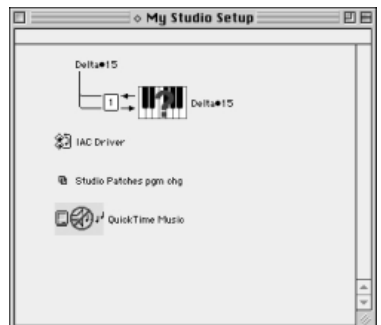 My Studio Setup
Delta•15
1
Delta•15
IAC Driver
Studio Patches pgm chg
QuickTime Music